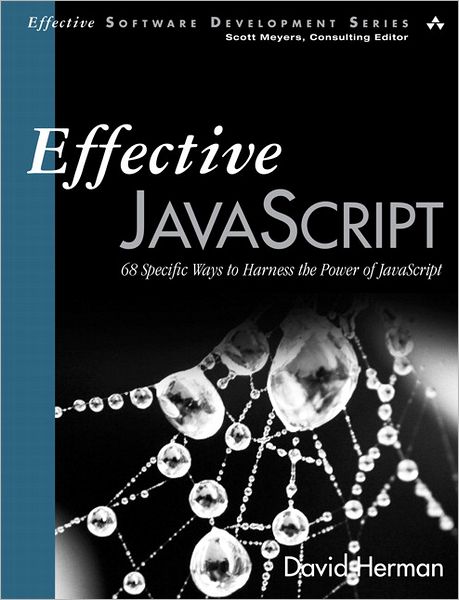 Effective Software Development Series
Scott Meyers, Consulting Editor
Effective
JavaScript
68 Specific Ways to Harness the Power of JavaScript
David Herman